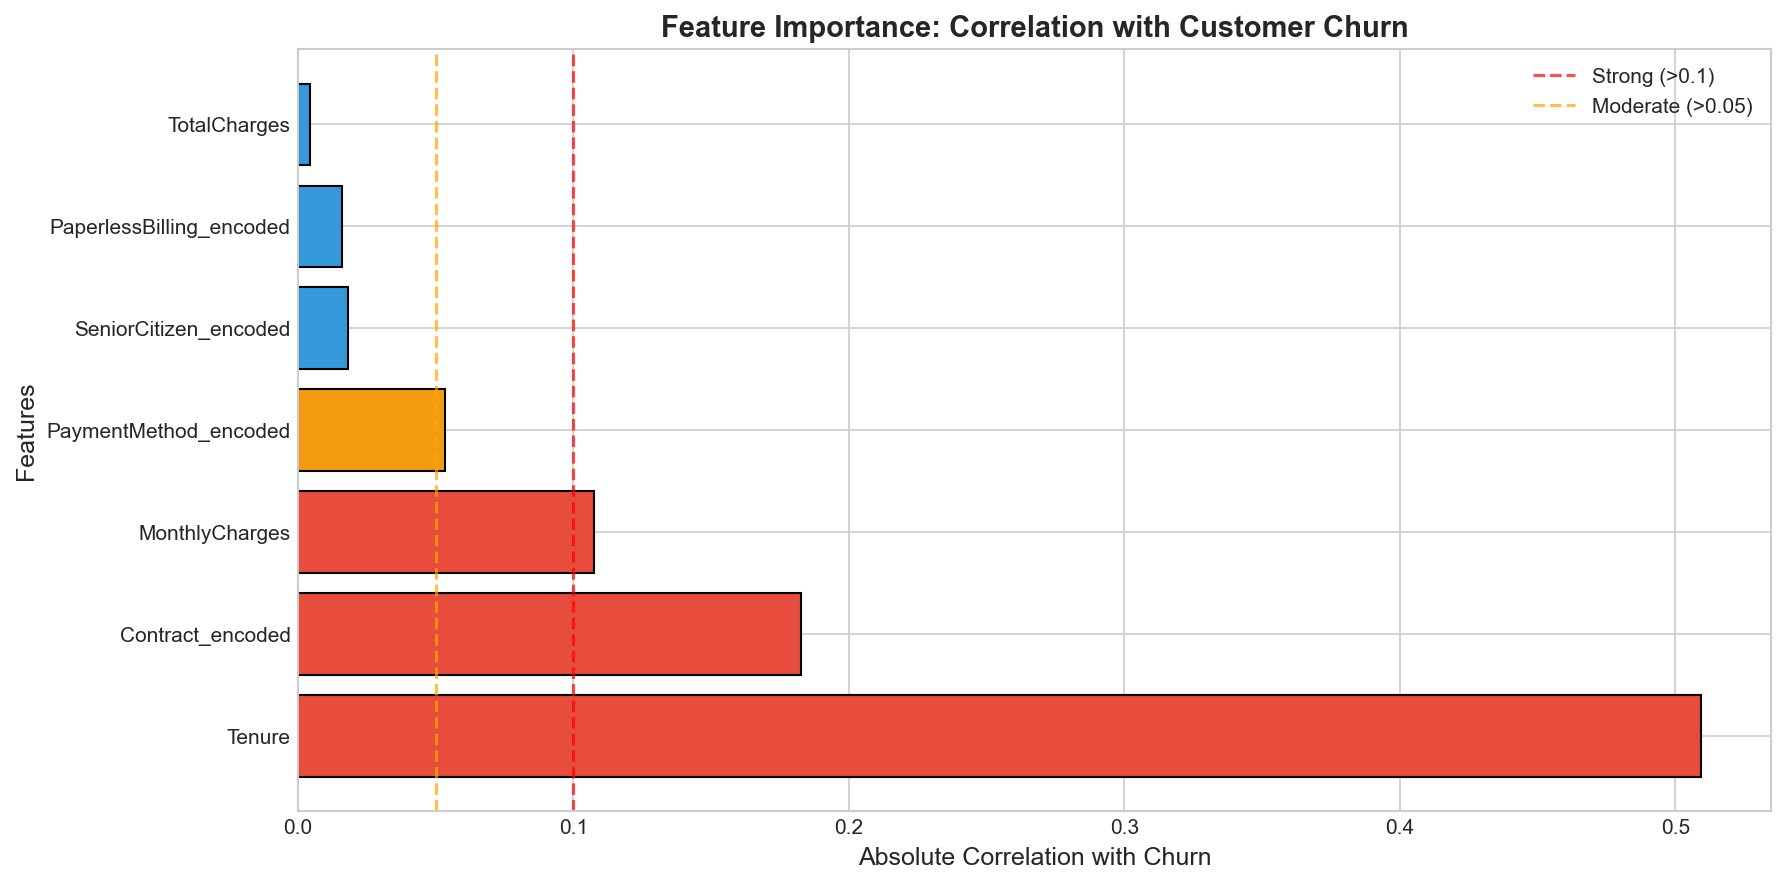 Feature Importance: Correlation with Customer Churn
Strong (>0.1)
Moderate (>0.05)
Features
TotalCharges
PaperlessBilling_encoded
SeniorCitizen_encoded
PaymentMethod_encoded
MonthlyCharges
Contract_encoded
Tenure
0.0 0.1 0.2 0.3 0.4 0.5
Absolute Correlation with Churn